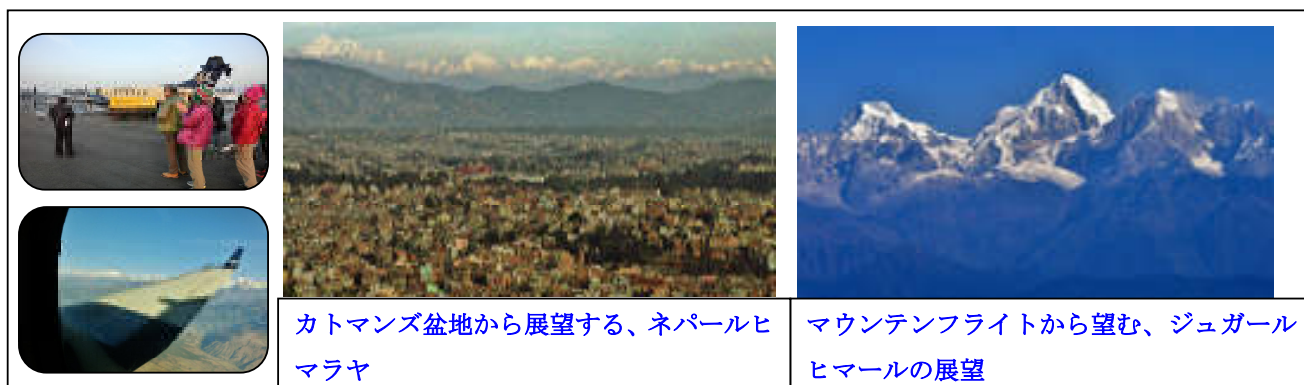 カトマンズ盆地から展望する、ネパールヒ
マラヤ
マウンテンフライトから望む、ジュガール
ヒマールの展望